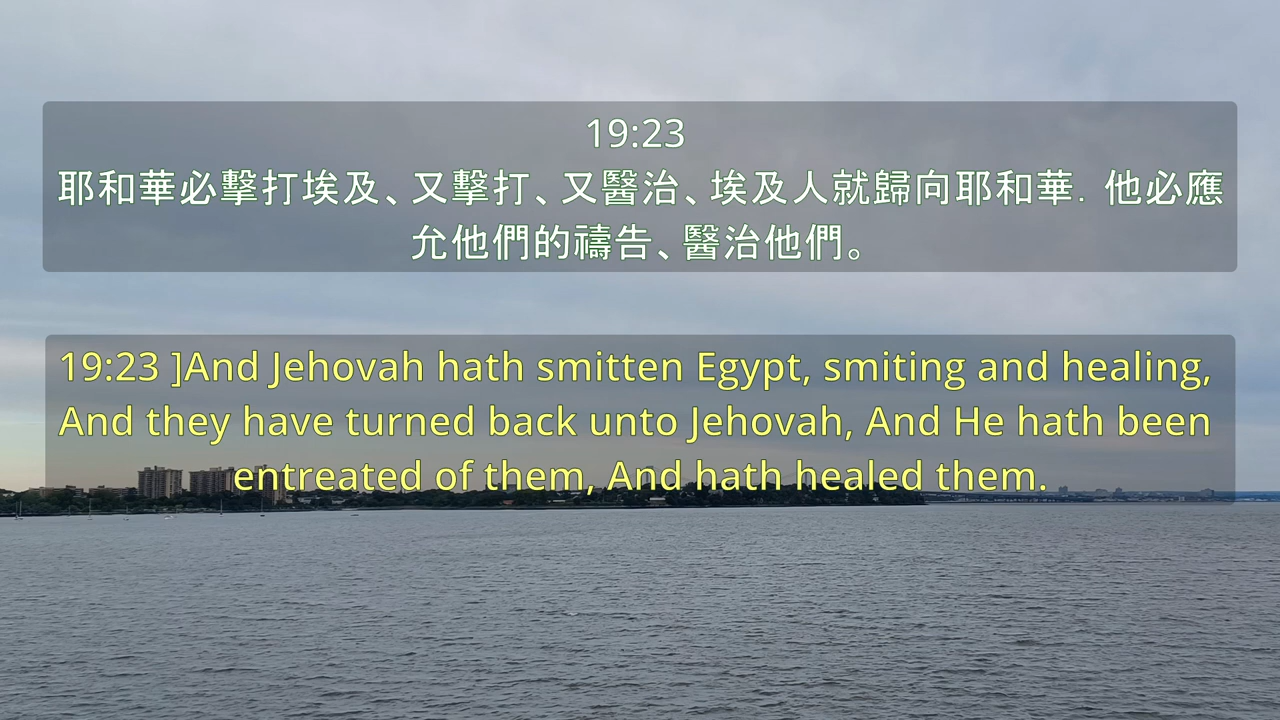 19:23
耶和華必擊打埃及、又擊打、又醫治、埃及人就歸向耶和華．他必應
允他們的禱告、醫治他們。
19:23 ]And Jehovah hath smitten Egypt, smiting and healing,
And they have turned back unto Jehovah, And He hath been
entreated of them, And hath healed them.